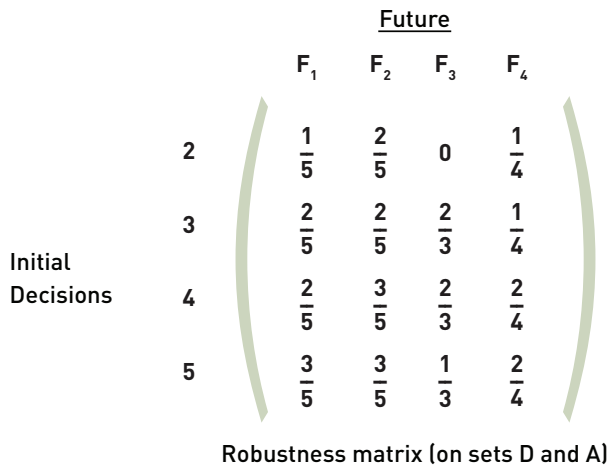 Future
F₁ F₂ F₃ F₄
2 1/5 2/5 0 1/4
3 2/5 2/5 2/3 1/4
Initial
Decisions
4 2/5 3/5 2/3 2/4
5 3/5 3/5 1/3 2/4
Robustness matrix (on sets D and A)